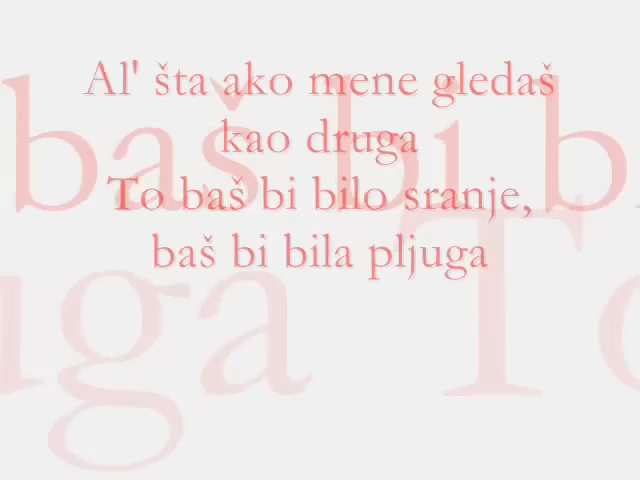 Al' šta ako mene gledaš
kao druga
To baš bi bilo sranje,
baš bi bila pljuga